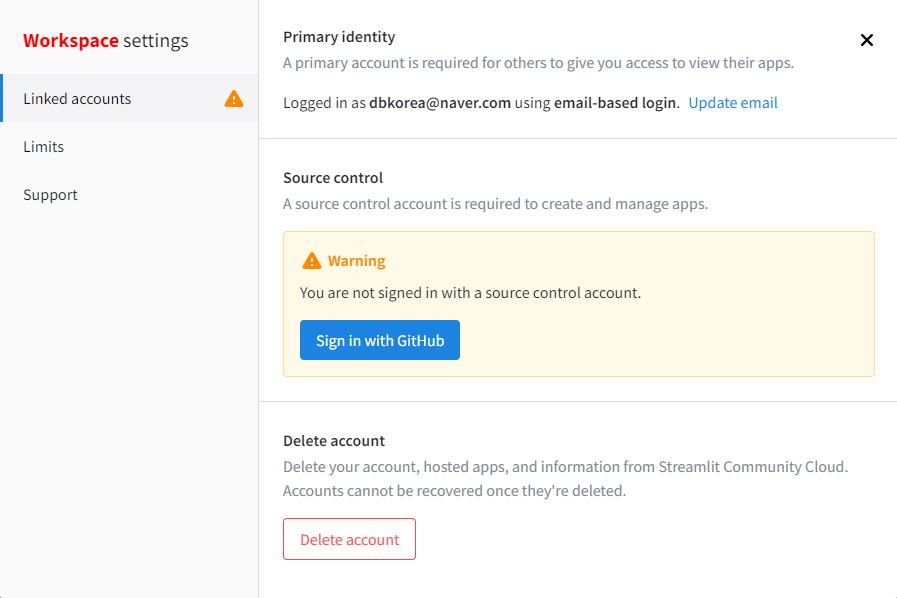 Workspace settings
Linked accounts
Limits
Support
Primary identity
A primary account is required for others to give you access to view their apps.
Logged in as dbkorea@naver.com using email-based login. Update email
Source control
A source control account is required to create and manage apps.
Warning
You are not signed in with a source control account.
Sign in with GitHub
Delete account
Delete your account, hosted apps, and information from Streamlit Community Cloud.
Accounts cannot be recovered once they're deleted.
Delete account